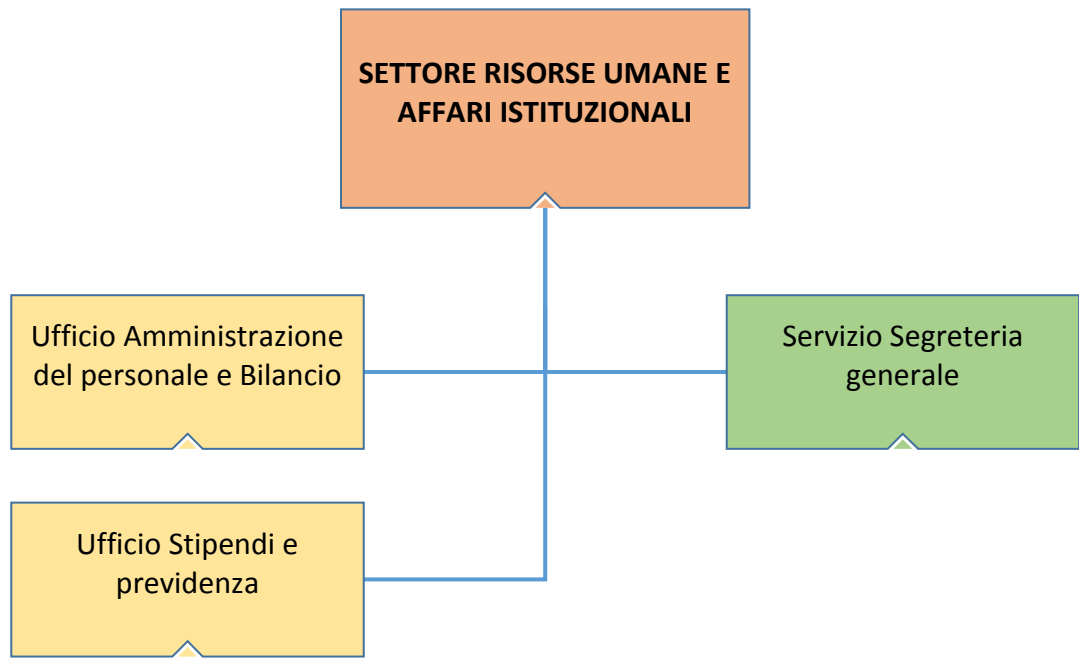 SETTORE RISORSE UMANE E
AFFARI ISTITUZIONALI
Ufficio Amministrazione
del personale e Bilancio
Servizio Segreteria
generale
Ufficio Stipendi e
previdenza